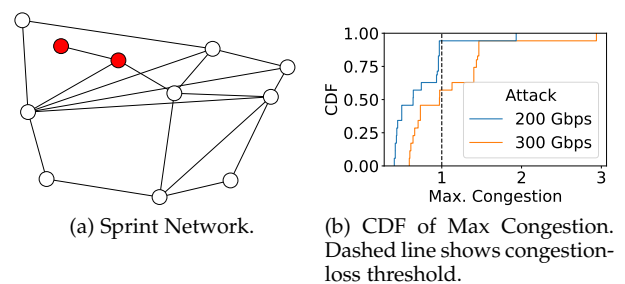 (a) Sprint Network.
1.00
0.75
0.50
0.25
0.00
CDF
Attack
200 Gbps
300 Gbps
1
2
3
Max. Congestion
(b) CDF of Max Congestion.
Dashed line shows congestion-
loss threshold.